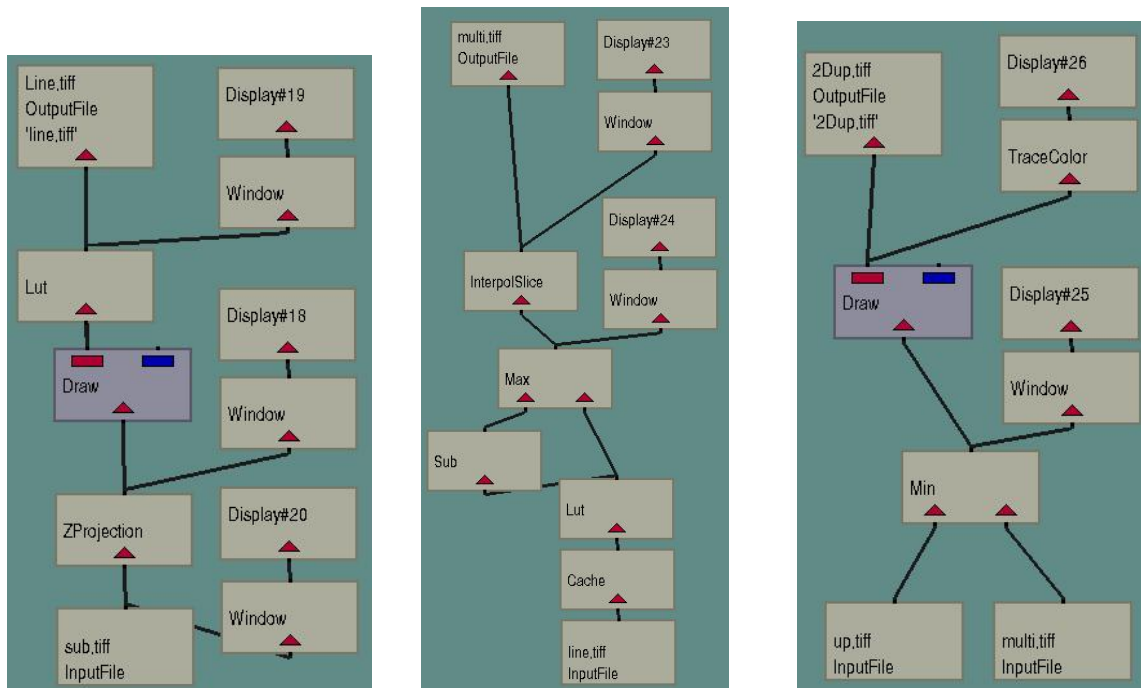 Line,tiff
OutputFile
'line,tiff'
Display#19
Window
Lut
Display#18
Draw
Window
Display#20
ZProjection
Window
sub,tiff
InputFile
multi,tiff
OutputFile
Display#23
Window
Display#24
InterpolSlice
Window
Max
Sub
Lut
Cache
line,tiff
InputFile
2Dup,tiff
OutputFile
'2Dup,tiff'
Display#26
TraceColor
Draw
Display#25
Window
Min
up,tiff
InputFile
multi,tiff
InputFile